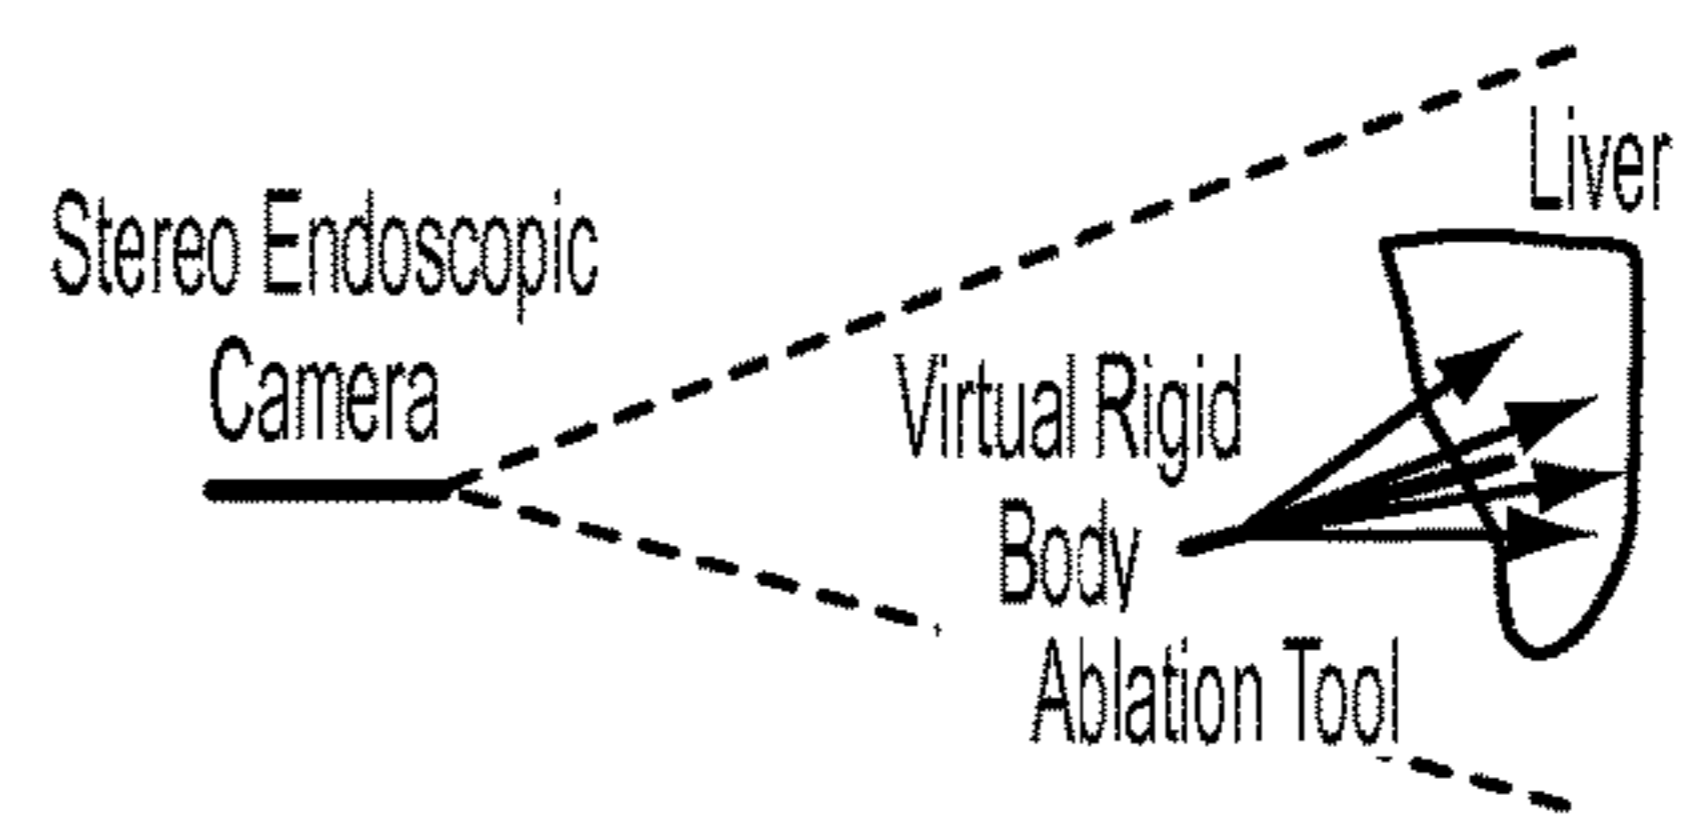 Liver
Stereo Endoscopic
Camera
Virtual Rigid
Body
Ablation Tool